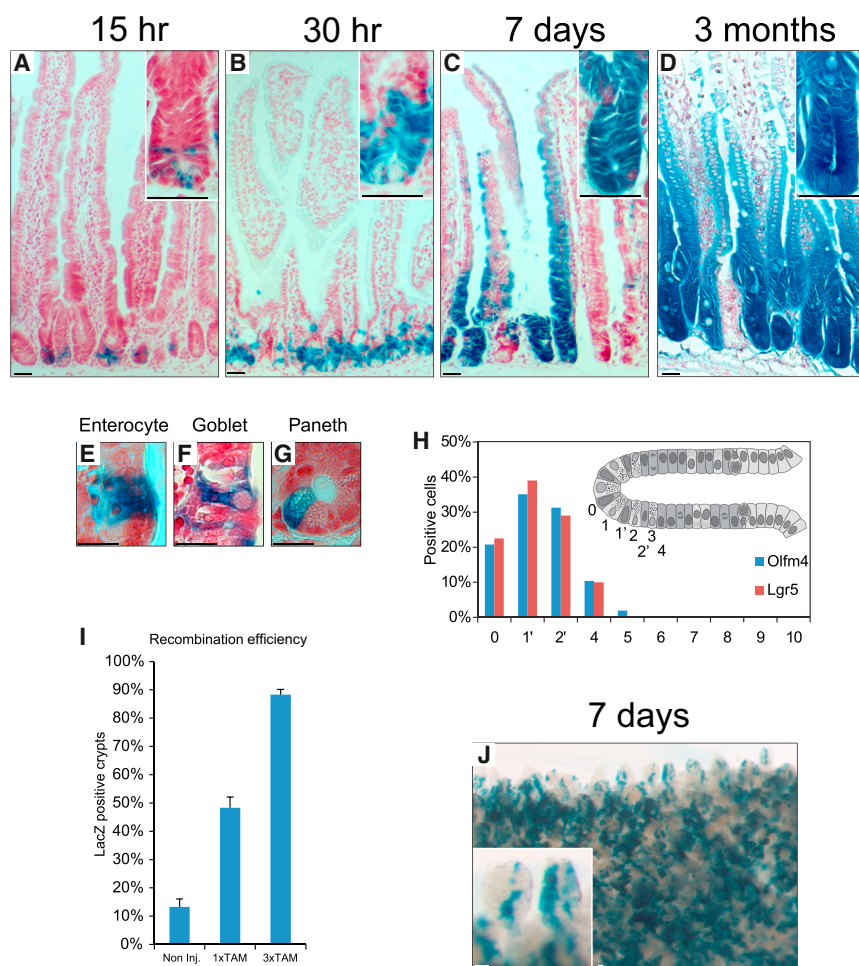 15 hr
30 hr
7 days
3 months
A
B
C
D
Enterocyte
Goblet
Paneth
E
F
G
H
50%
40%
30%
20%
10%
0%
Positive cells
0
1
1'
2
2'
3
4
Olfm4
Lgr5
0 1' 2' 4 5 6 7 8 9 10
I
Recombination efficiency
100%
90%
80%
70%
60%
50%
40%
30%
20%
10%
0%
LacZ positive crypts
Non Inj. 1xTAM 3xTAM
7 days
J